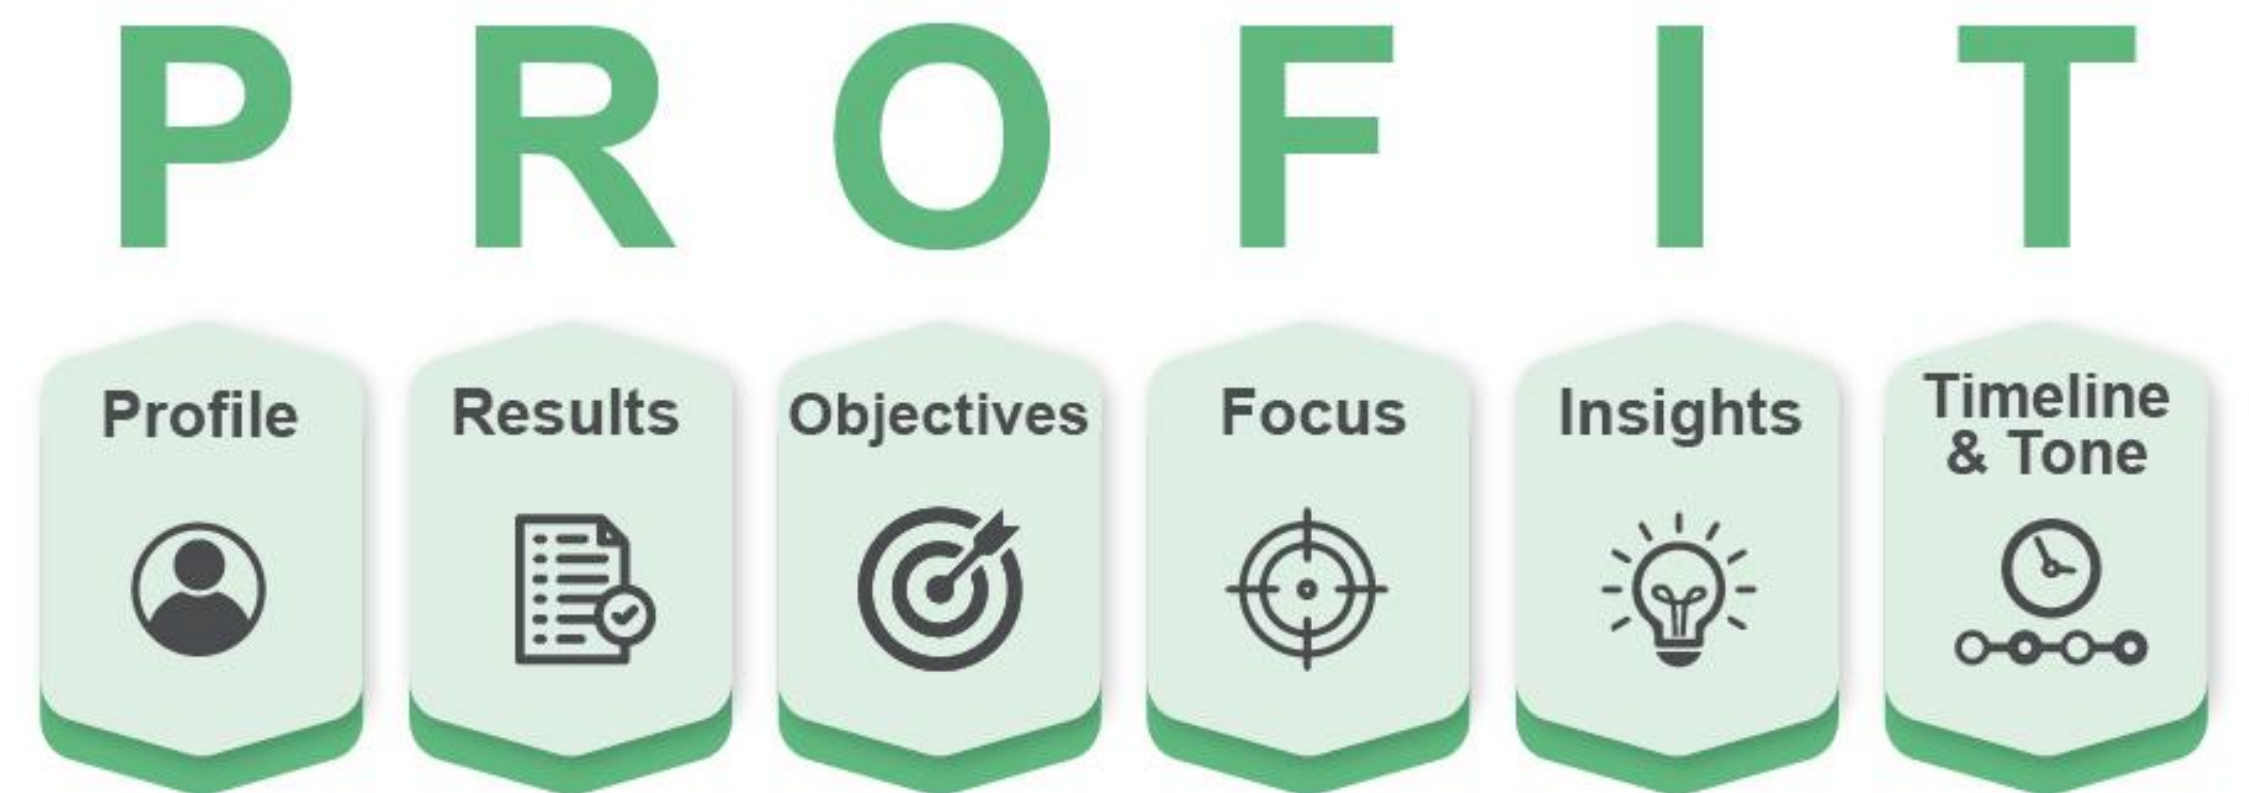 P R O F I T
Profile
Results
Objectives
Focus
Insights
Timeline
& Tone